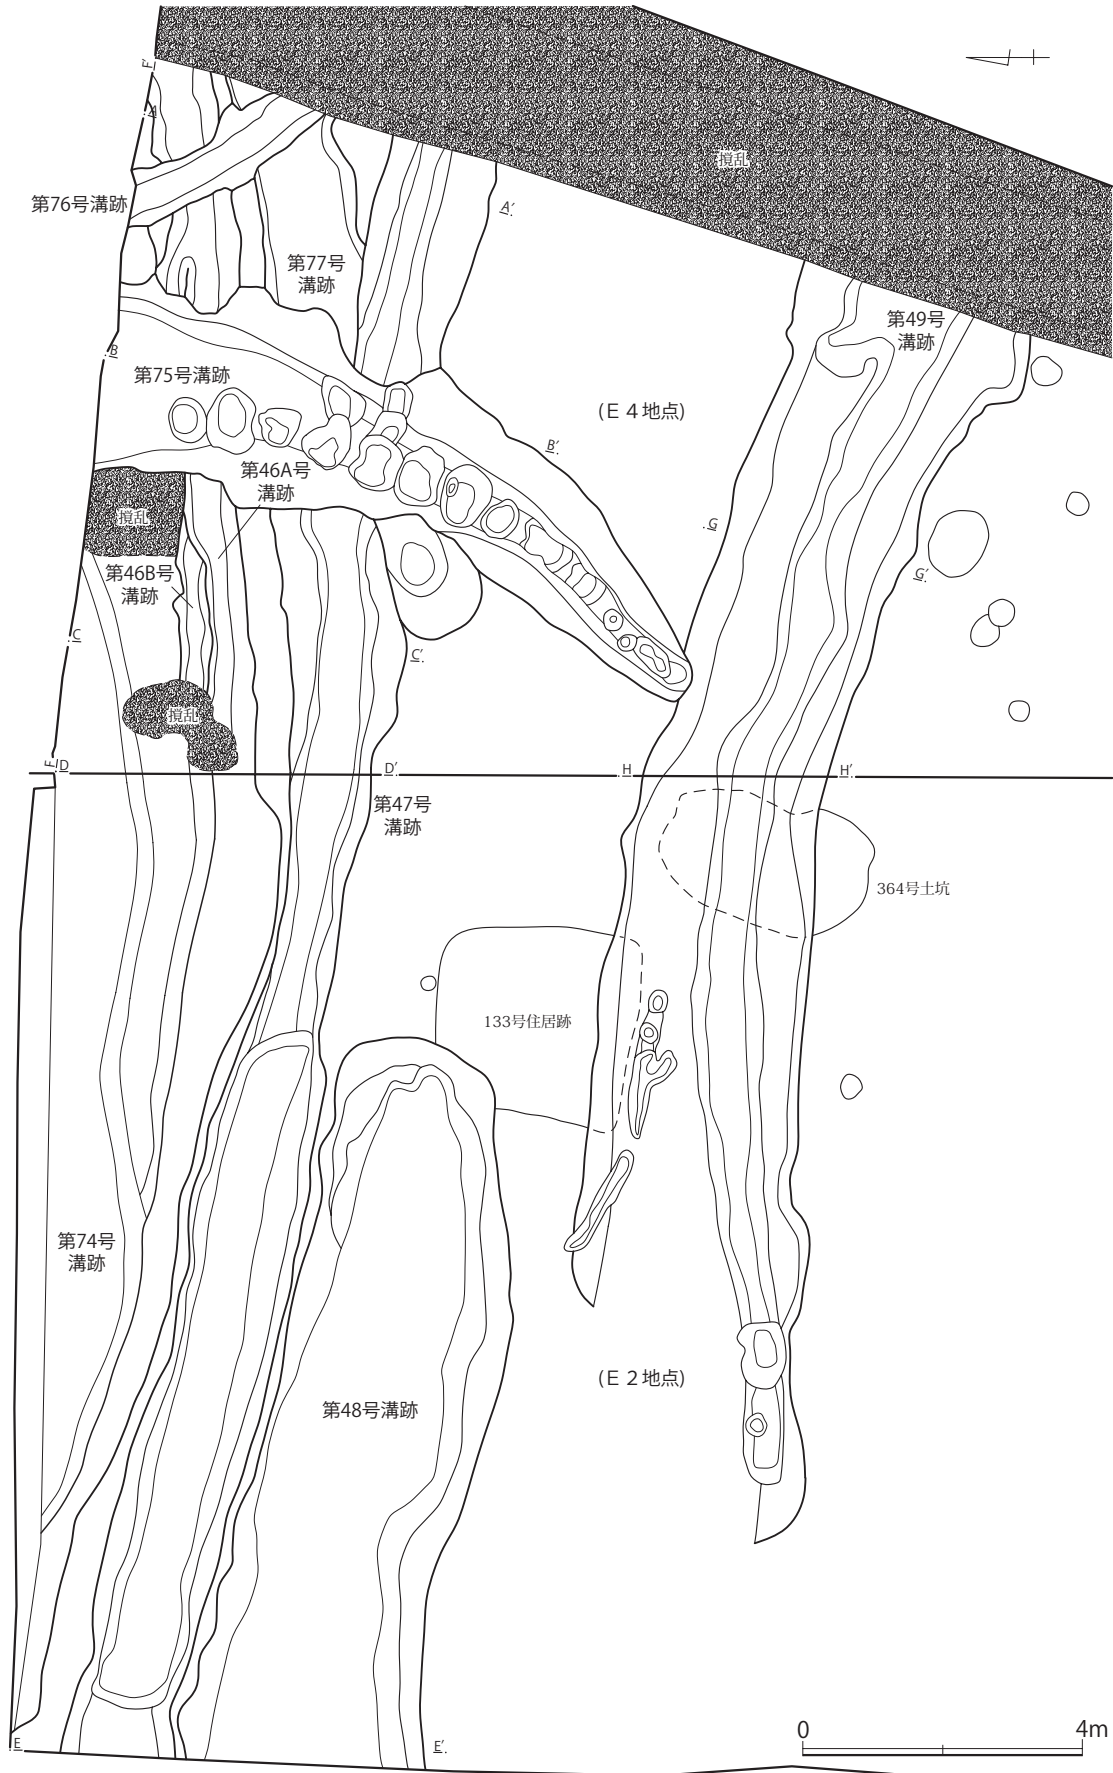 F'
A
撹乱
第76号溝跡
A'
第77号
溝跡
第49号
溝跡
B
第75号溝跡
(Ｅ４地点)
B'
第46A号
溝跡
撹乱
G
第46B号
溝跡
G'
C
C'
撹乱
F
D
D'
H
H'
第47号
溝跡
364号土坑
133号住居跡
第74号
溝跡
(Ｅ２地点)
第48号溝跡
0
4m
E
E'